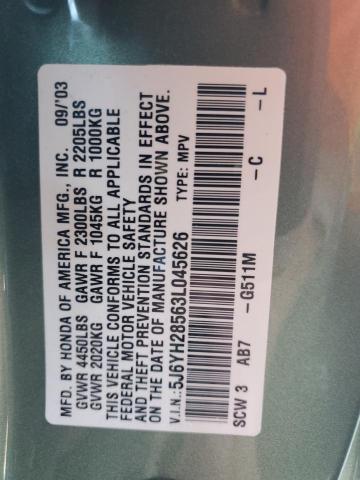 MFD. BY HONDA OF AMERICA MFG., INC. 09/'03
GVWR 4450LBS GAWR F 2300LBS R 2205LBS
GVWR 2020KG GAWR F 1045KG R 1000KG
THIS VEHICLE CONFORMS TO ALL APPLICABLE
FEDERAL MOTOR VEHICLE SAFETY
AND THEFT PREVENTION STANDARDS IN EFFECT
ON THE DATE OF MANUFACTURE SHOWN ABOVE.
V.I.N.: 5J6YH28563L045626 TYPE: MPV
SCW 3 AB7 -G511M -C -L